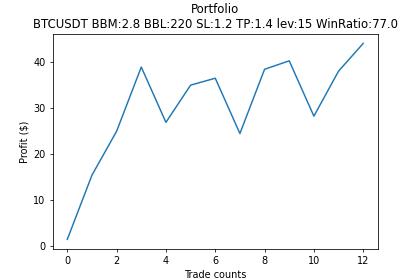 Portfolio
BTCUSDT BBM:2.8 BBL:220 SL:1.2 TP:1.4 lev:15 WinRatio:77.0
40
30
20
10
0
Profit ($)
0 2 4 6 8 10 12
Trade counts